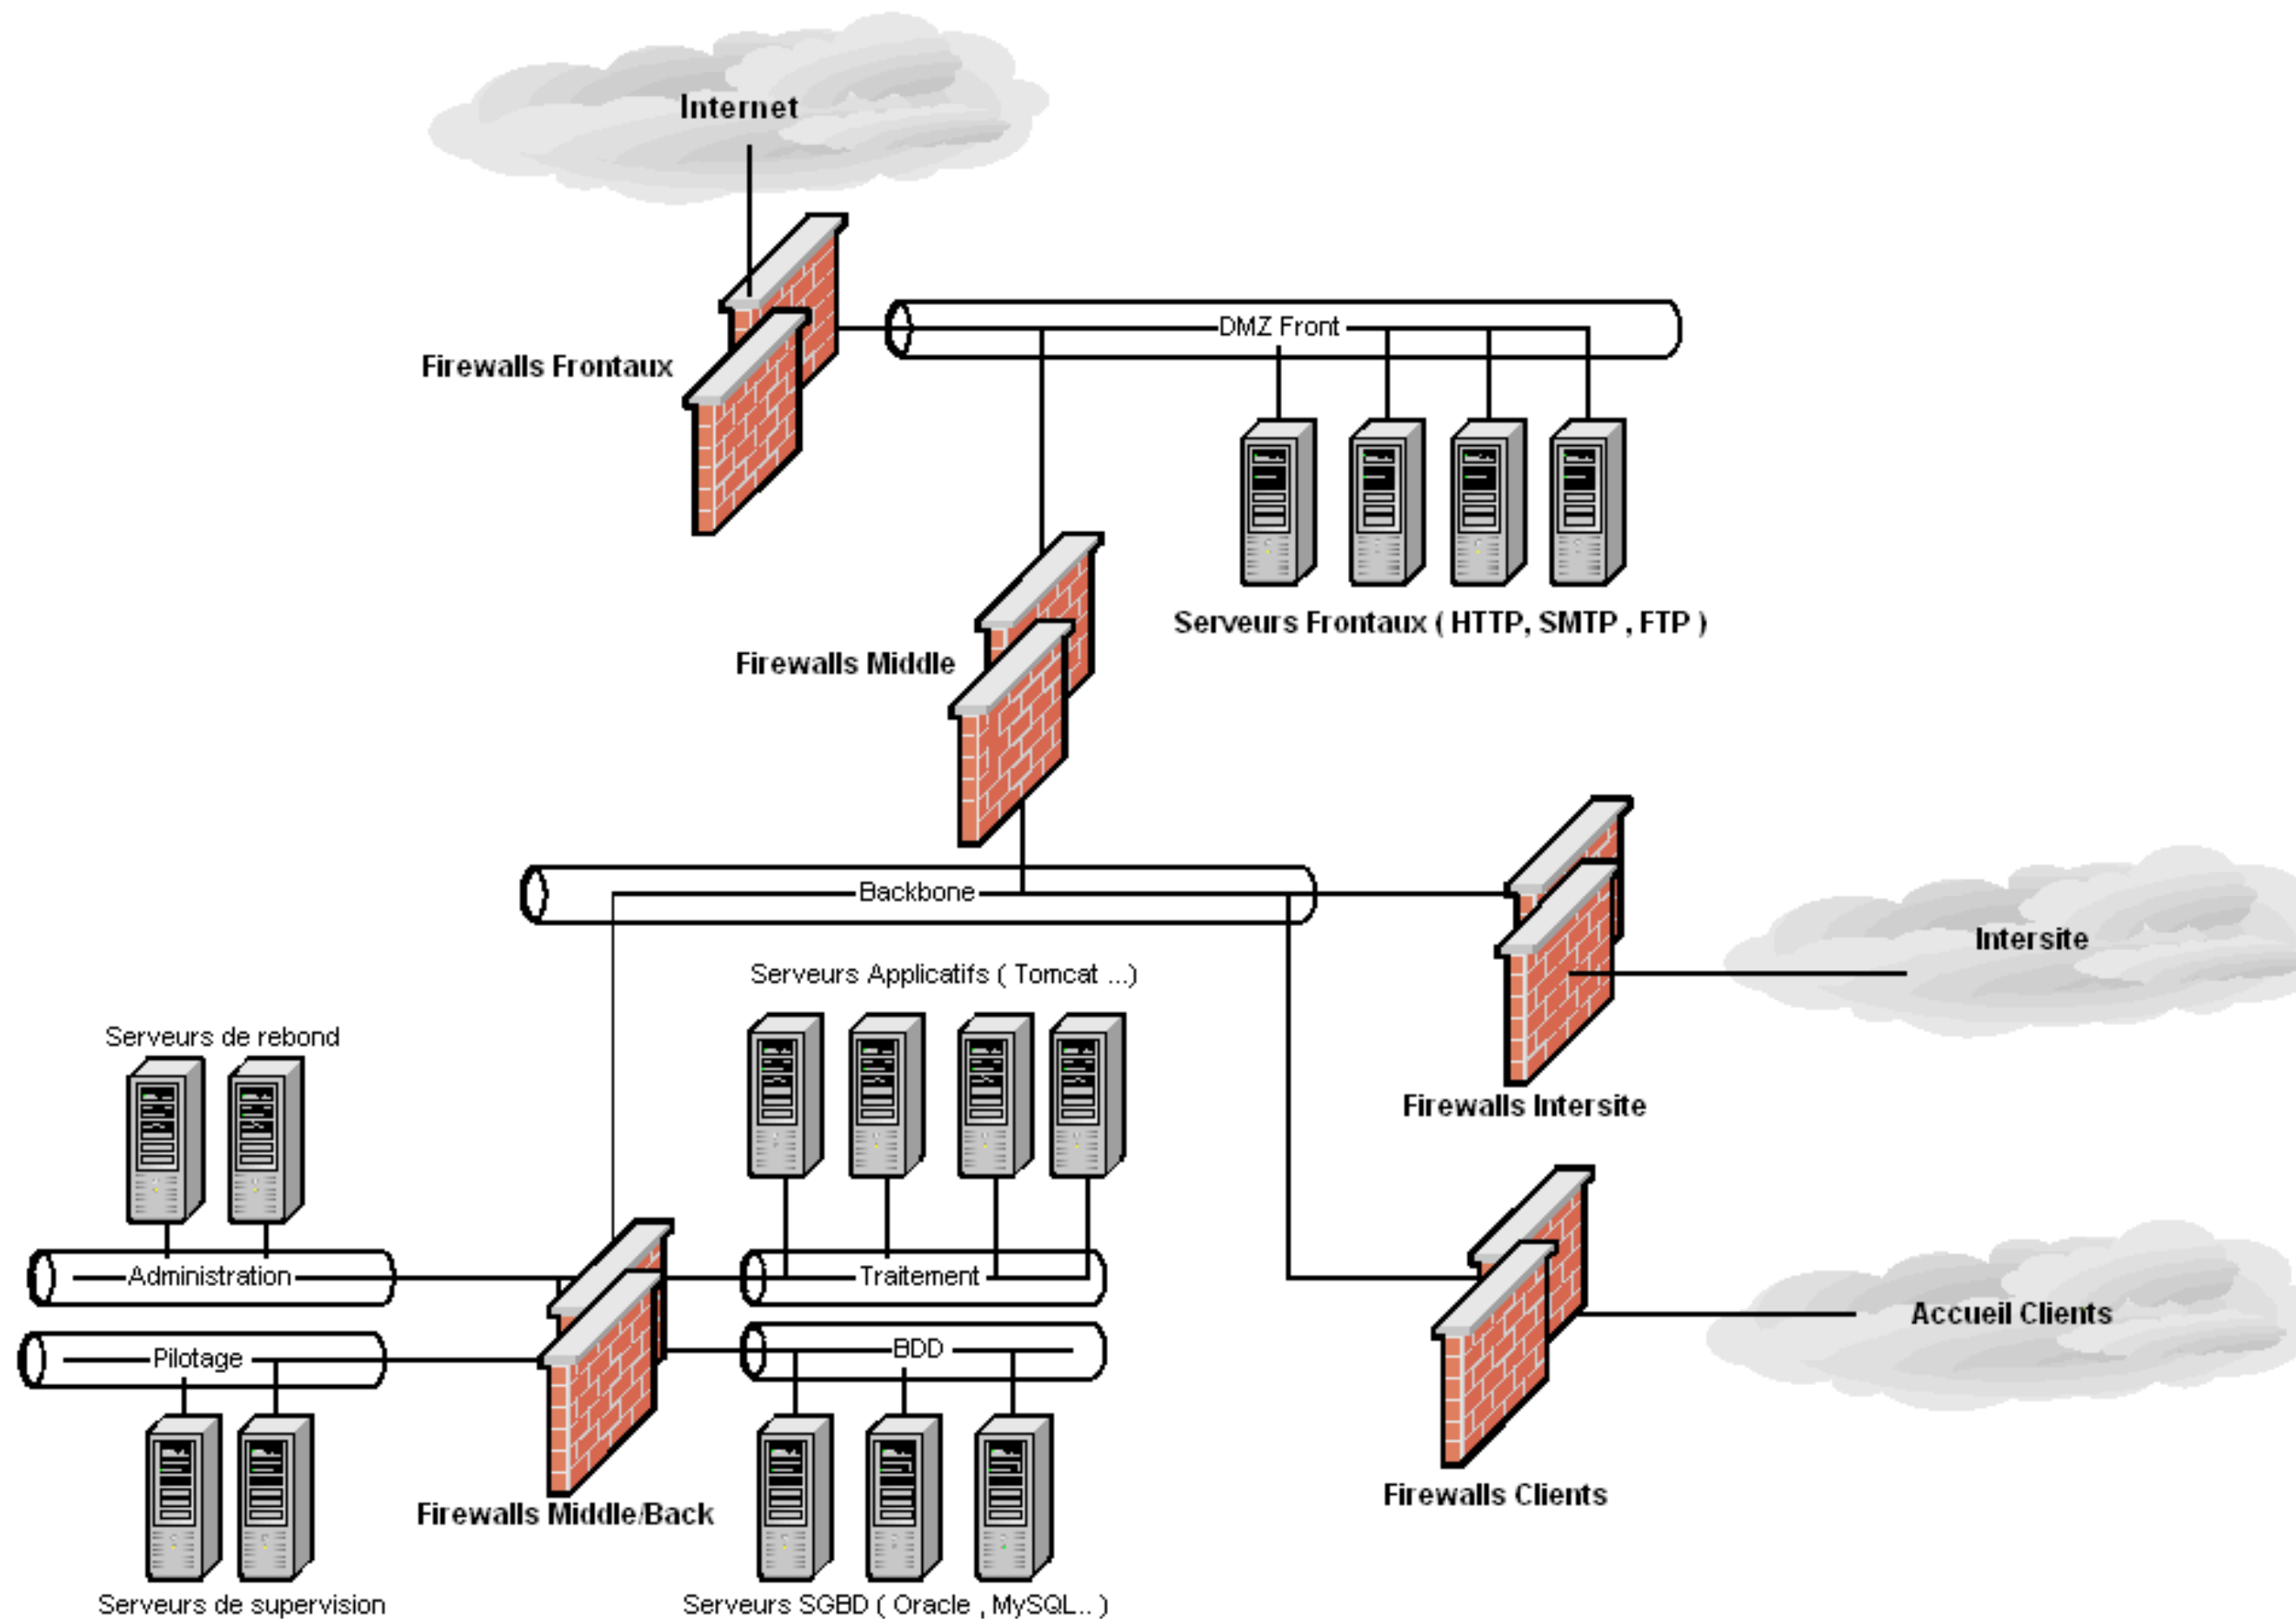 Internet
DMZ Front
Firewalls Frontaux
Serveurs Frontaux ( HTTP, SMTP , FTP )
Firewalls Middle
Backbone
Intersite
Serveurs Applicatifs ( Tomcat ...)
Serveurs de rebond
Firewalls Intersite
Administration
Traitement
Accueil Clients
Pilotage
BDD
Firewalls Clients
Firewalls Middle/Back
Serveurs de supervision
Serveurs SGBD ( Oracle , MySQL.. )